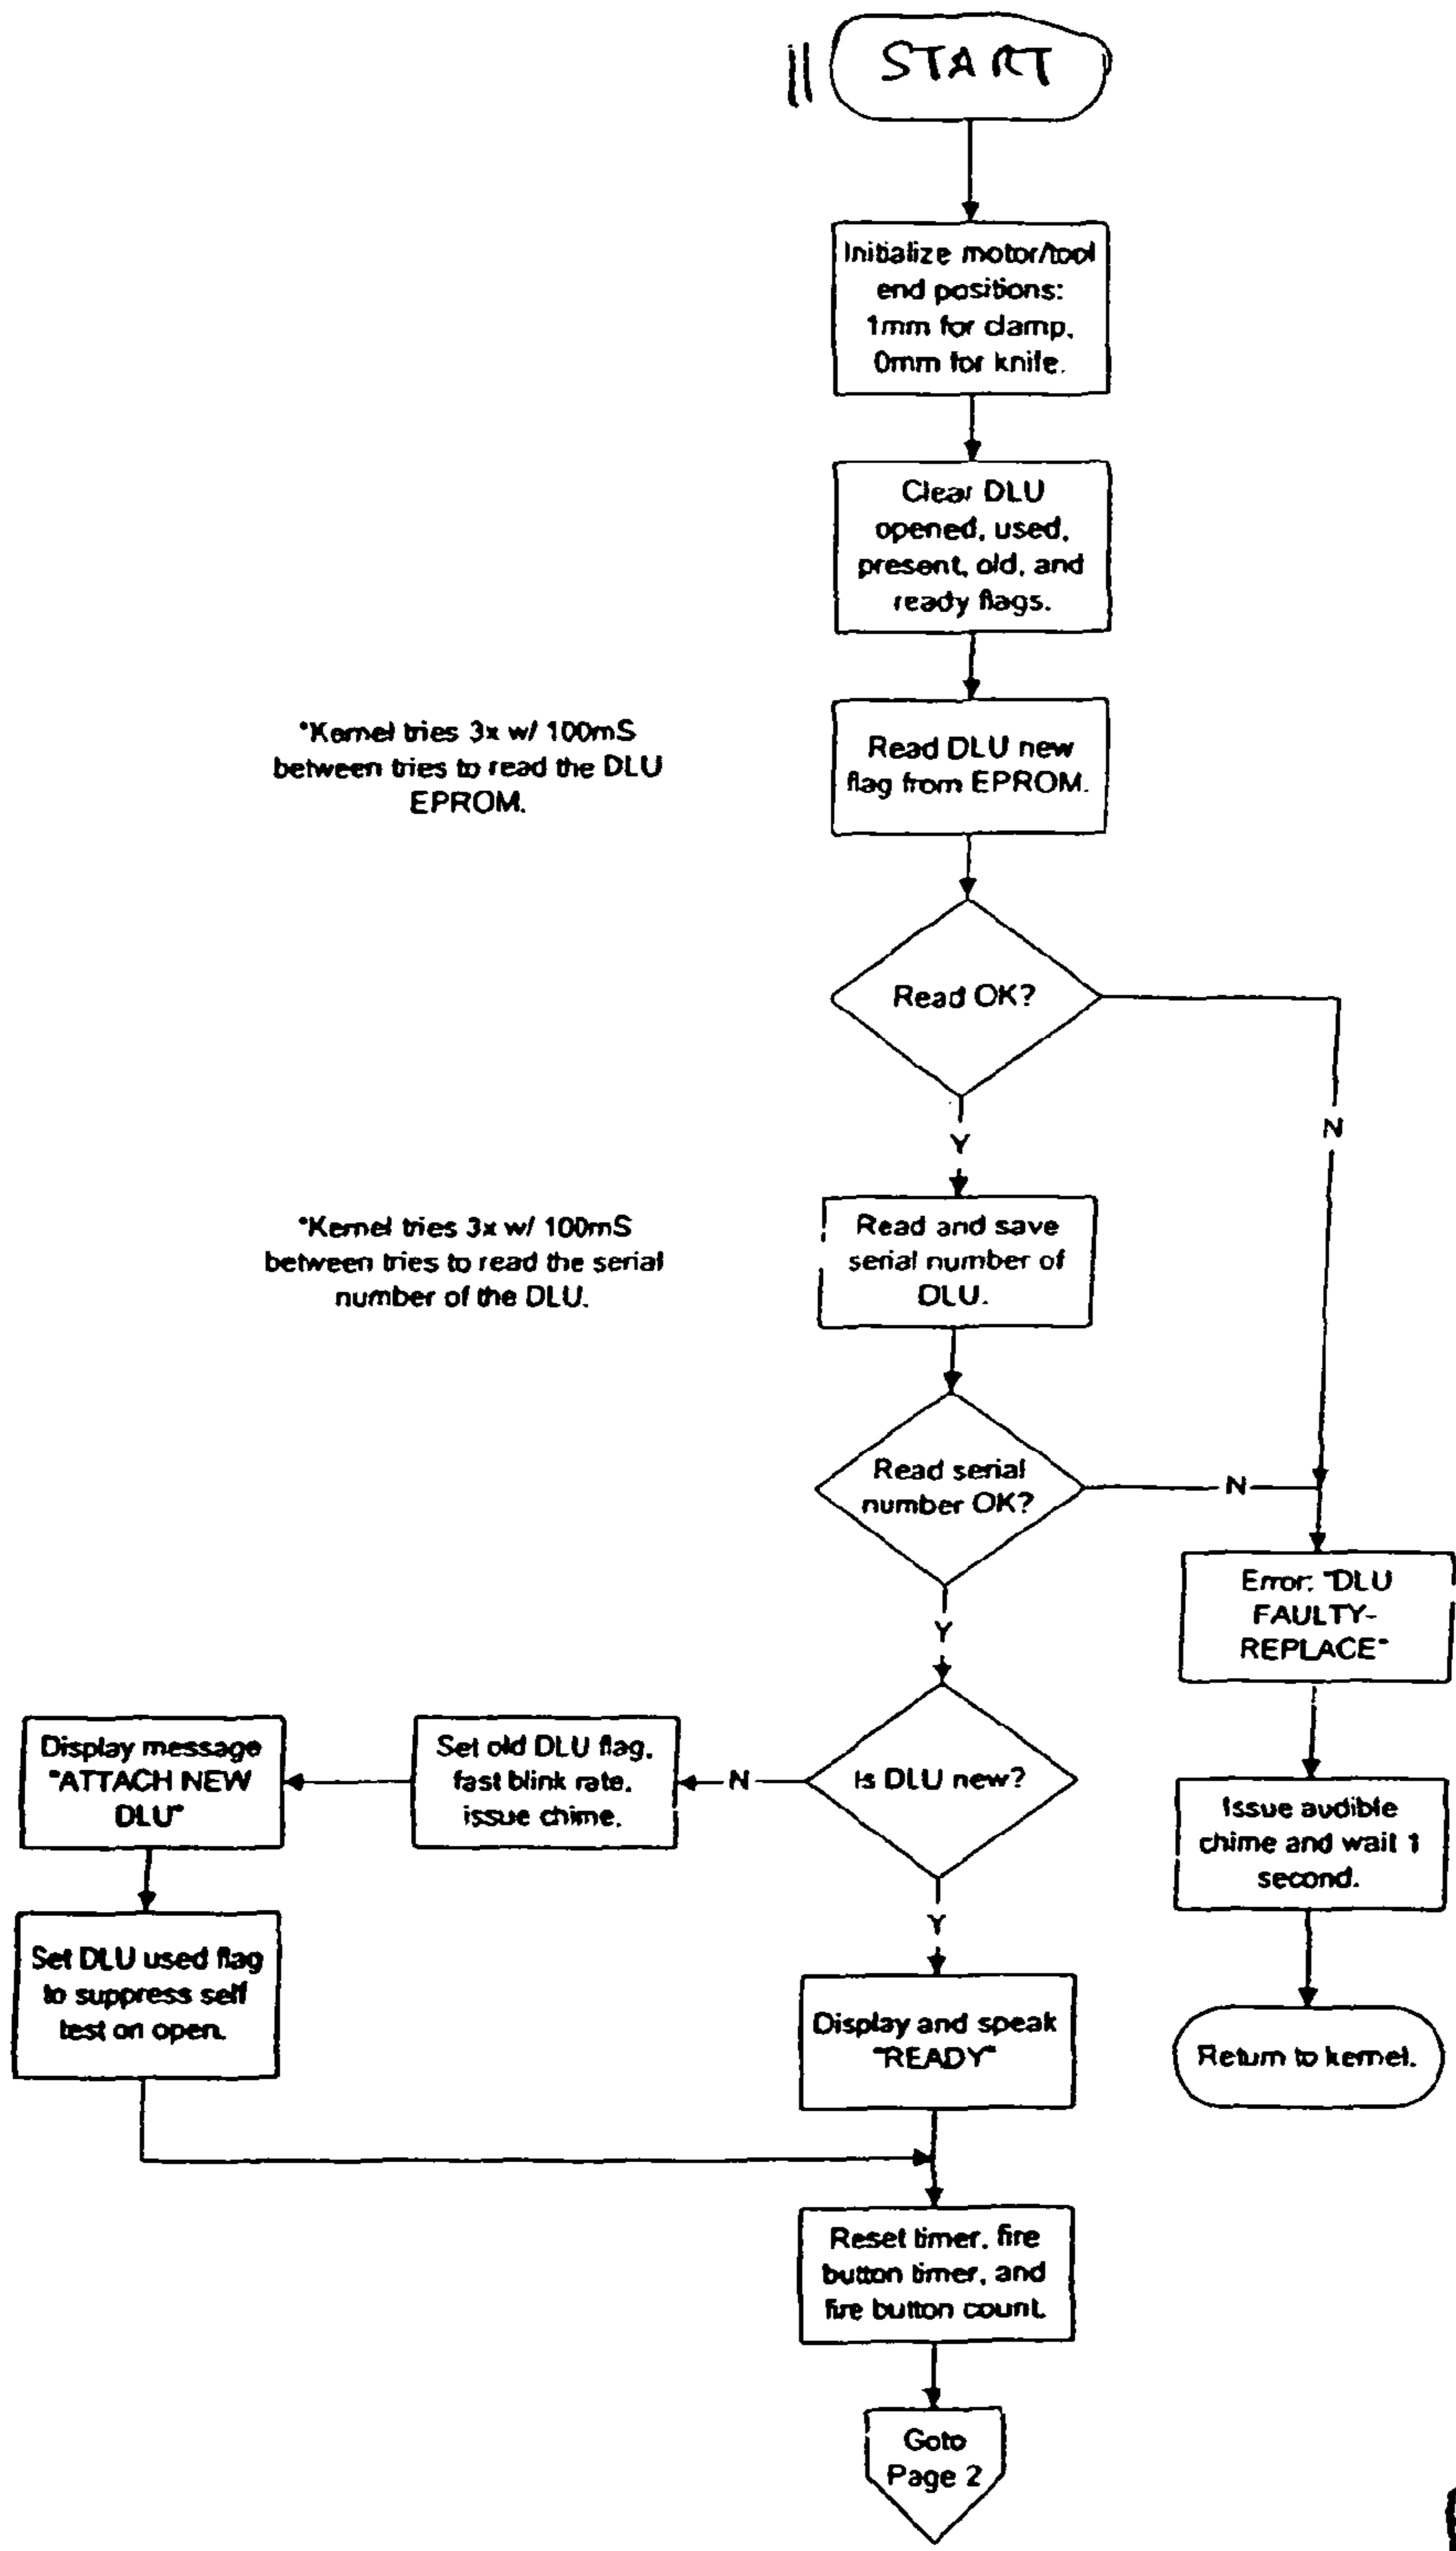 START
Initialize motor/tool
end positions:
1mm for clamp,
0mm for knife.
Clear DLU
opened, used,
present, old, and
ready flags.
*Kernel tries 3x w/ 100mS
between tries to read the DLU
EPROM.
Read DLU new
flag from EPROM.
Read OK?
N
Y
*Kernel tries 3x w/ 100mS
between tries to read the serial
number of the DLU.
Read and save
serial number of
DLU.
Read serial
number OK?
N
Y
Error: "DLU
FAULTY-
REPLACE"
Display message
"ATTACH NEW
DLU"
Set old DLU flag,
fast blink rate,
issue chime.
N
Is DLU new?
Issue audible
chime and wait 1
second.
Y
Set DLU used flag
to suppress self
test on open.
Display and speak
"READY"
Return to kernel.
Reset timer, fire
button timer, and
fire button count.
Goto
Page 2